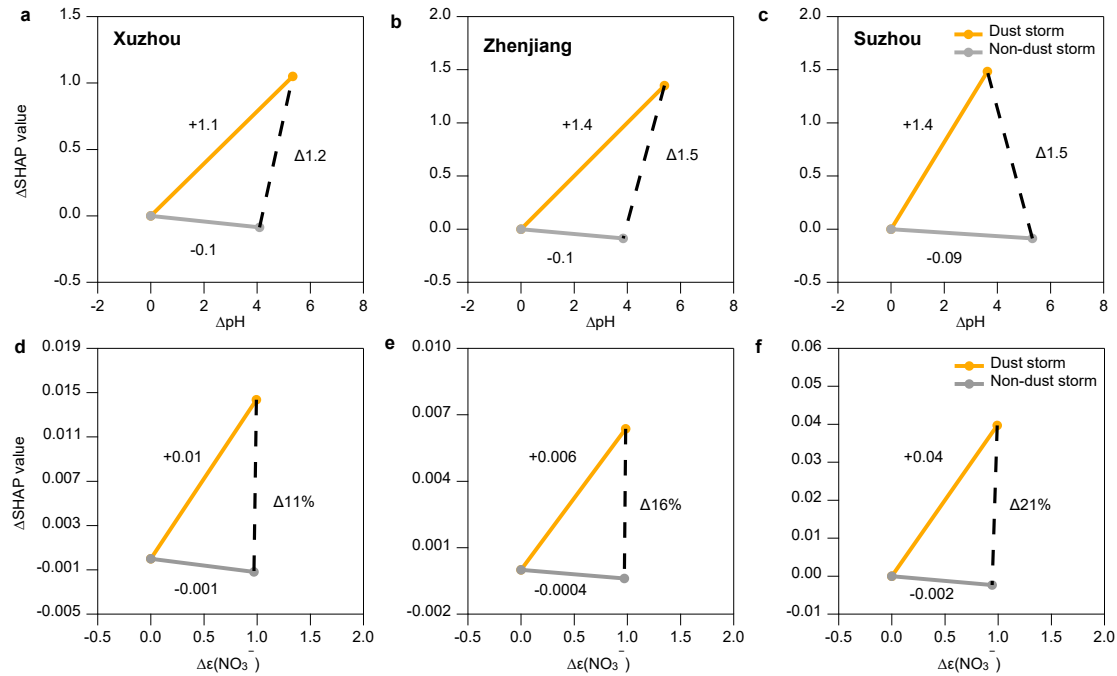 a
Xuzhou
1.5
1.0
0.5
0.0
-0.5
ΔSHAP value
+1.1
Δ1.2
-0.1
-2 0 2 4 6 8
ΔpH
b
Zhenjiang
2.0
1.5
1.0
0.5
0.0
-0.5
+1.4
Δ1.5
-0.1
-2 0 2 4 6 8
ΔpH
c
Suzhou
Dust storm
Non-dust storm
2.0
1.5
1.0
0.5
0.0
-0.5
+1.4
Δ1.5
-0.09
-2 0 2 4 6 8
ΔpH
d
0.019
0.015
0.011
0.007
0.003
-0.001
-0.005
ΔSHAP value
+0.01
Δ11%
-0.001
-0.5 0.0 0.5 1.0 1.5 2.0
Δε(NO₃⁻)
e
0.010
0.007
0.004
0.001
-0.002
+0.006
Δ16%
-0.0004
-0.5 0.0 0.5 1.0 1.5 2.0
Δε(NO₃⁻)
f
Dust storm
Non-dust storm
0.06
0.05
0.04
0.03
0.02
0.01
0.00
-0.01
+0.04
Δ21%
-0.002
-0.5 0.0 0.5 1.0 1.5 2.0
Δε(NO₃⁻)